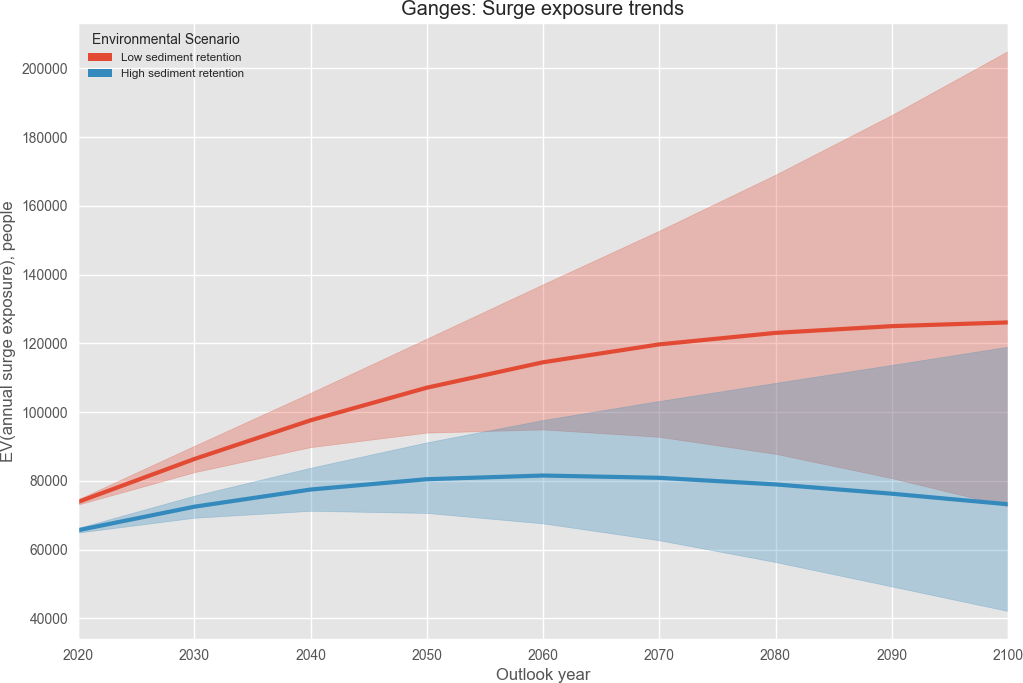 Ganges: Surge exposure trends
Environmental Scenario
Low sediment retention
High sediment retention
EV(annual surge exposure), people
200000
180000
160000
140000
120000
100000
80000
60000
40000
2020 2030 2040 2050 2060 2070 2080 2090 2100
Outlook year